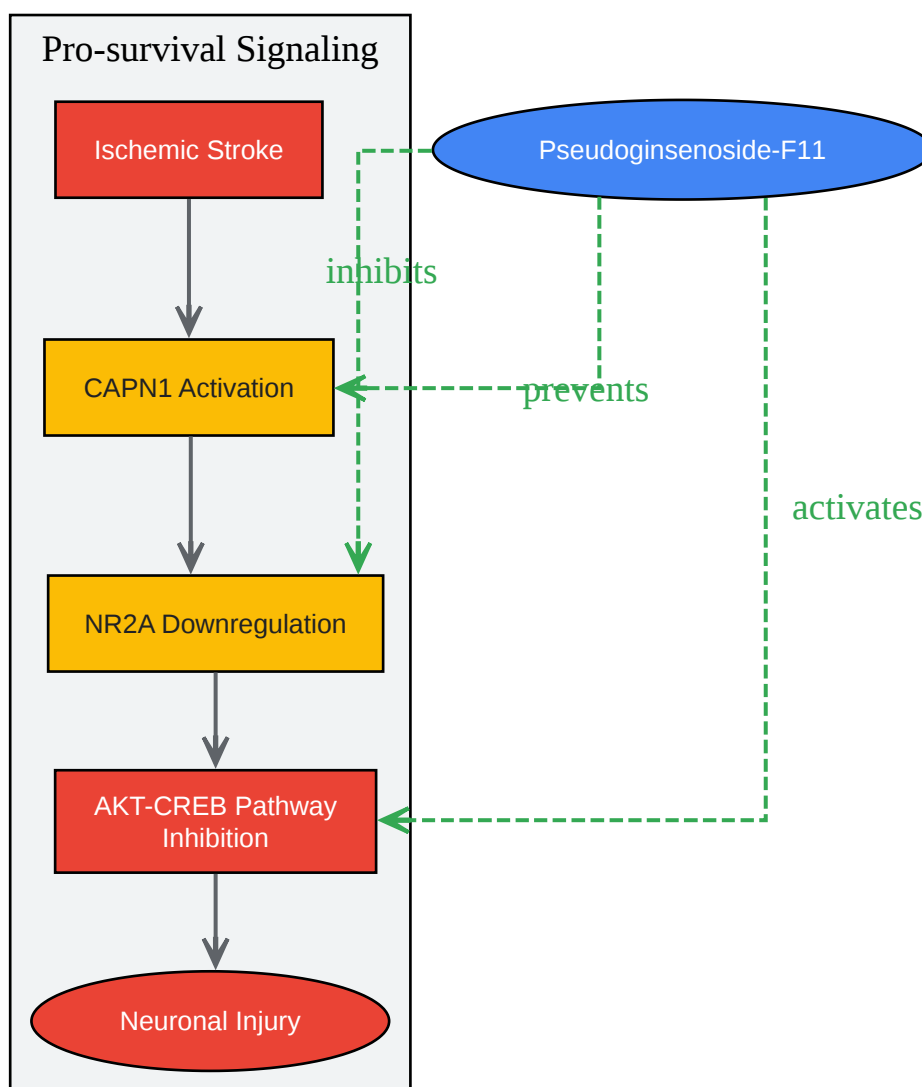 Pro-survival Signaling
Ischemic Stroke
Pseudoginsenoside-F11
inhibits
CAPN1 Activation
prevents
activates
NR2A Downregulation
AKT-CREB Pathway
Inhibition
Neuronal Injury